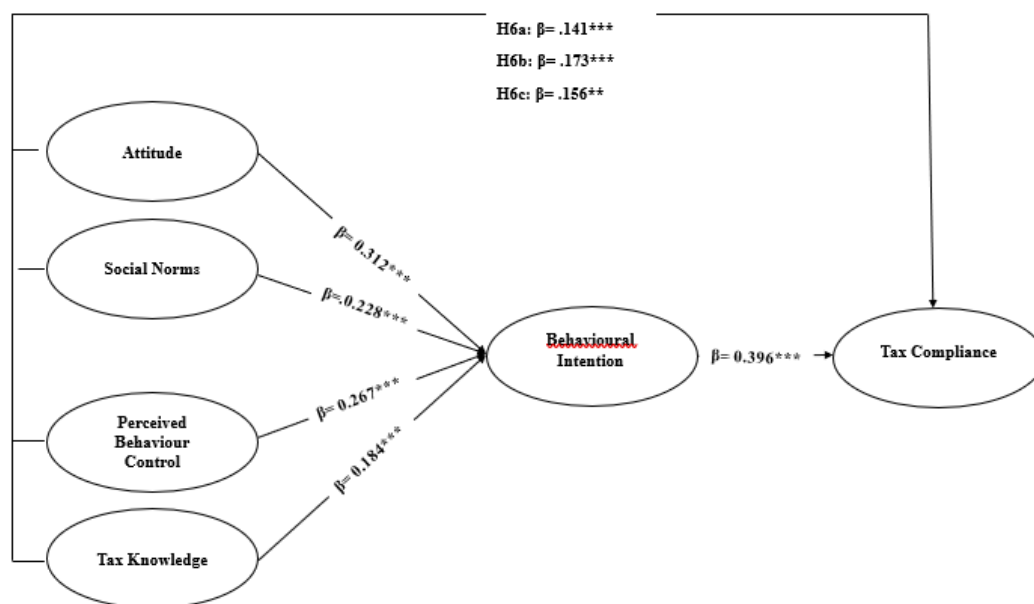 H6a: β= .141***
H6b: β= .173***
H6c: β= .156**
Attitude
β= 0.312***
Social Norms
β=.0.228***
Behavioural
Intention
β= 0.396***
Tax Compliance
β= 0.267***
Perceived
Behaviour
Control
β= 0.184***
Tax Knowledge